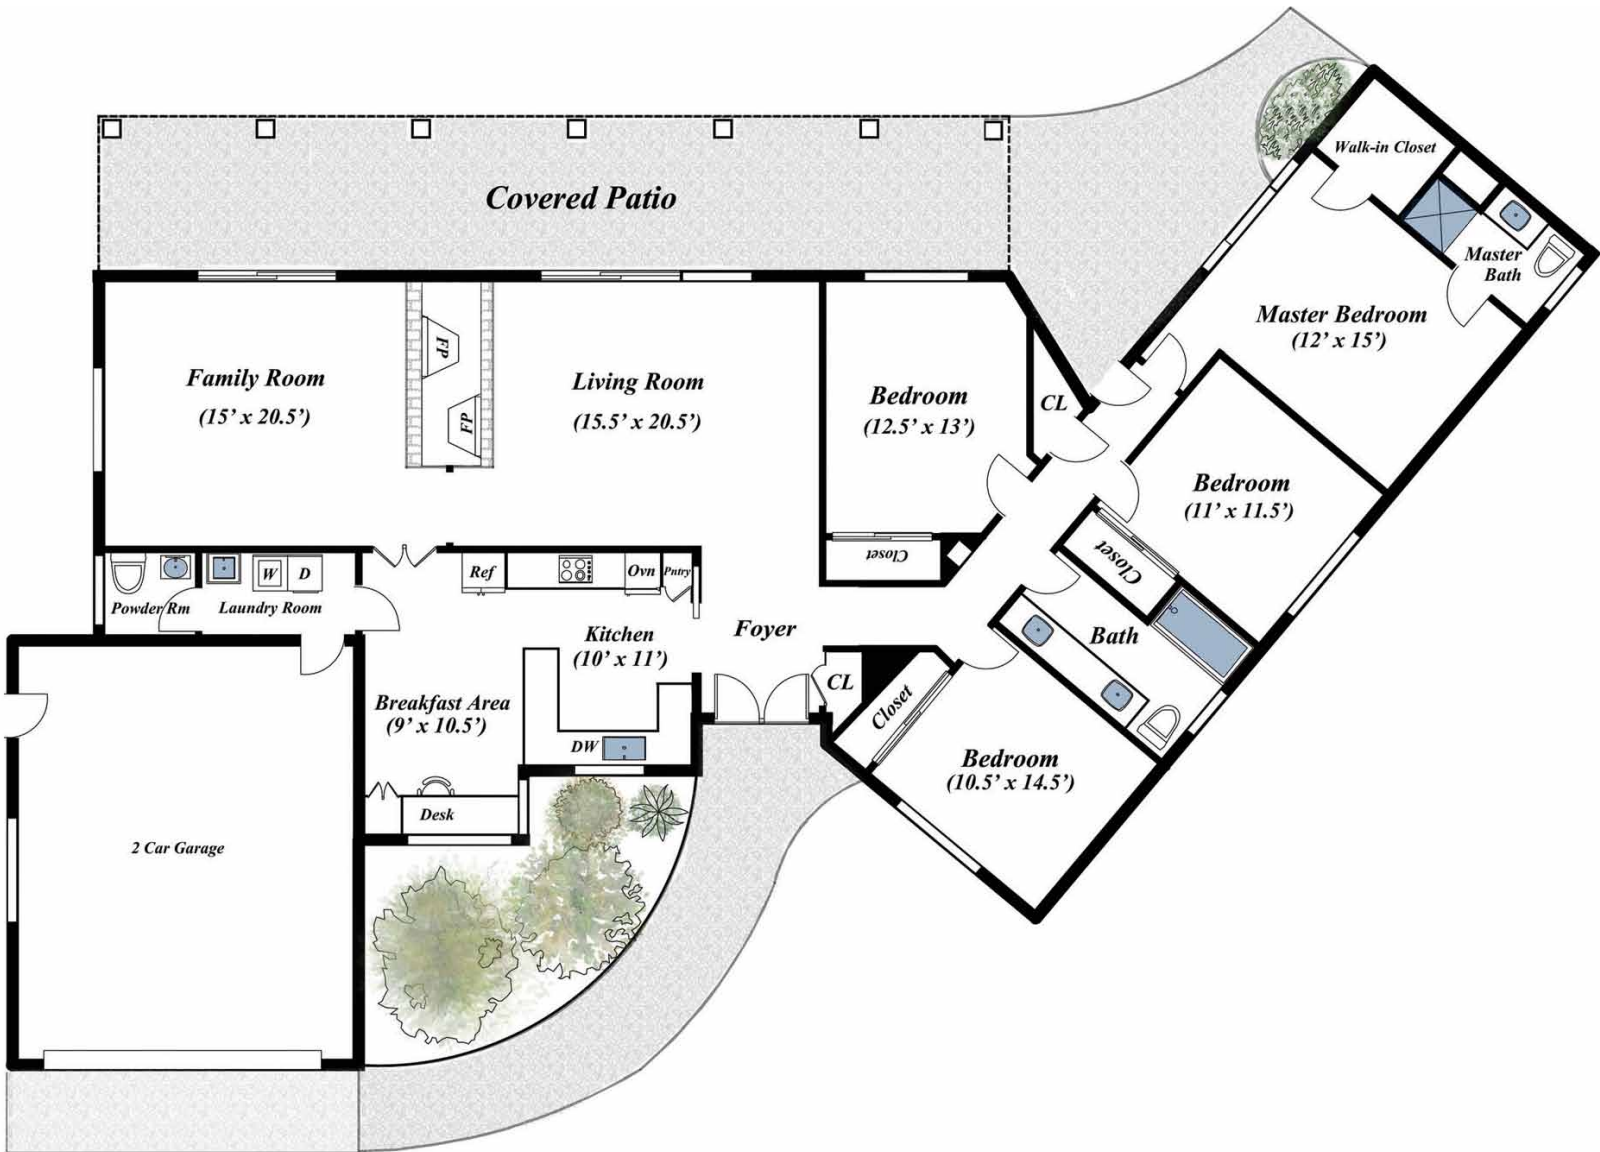 Covered Patio
Walk-in Closet
Master
Bath
Master Bedroom
(12' x 15')
FP
FP
Family Room
(15' x 20.5')
Living Room
(15.5' x 20.5')
Bedroom
(12.5' x 13')
CL
Bedroom
(11' x 11.5')
Closet
Closet
Ref
Ovn
Pntry
W
D
Powder Rm
Laundry Room
Kitchen
(10' x 11')
Foyer
Bath
CL
Closet
Breakfast Area
(9' x 10.5')
DW
Bedroom
(10.5' x 14.5')
Desk
2 Car Garage